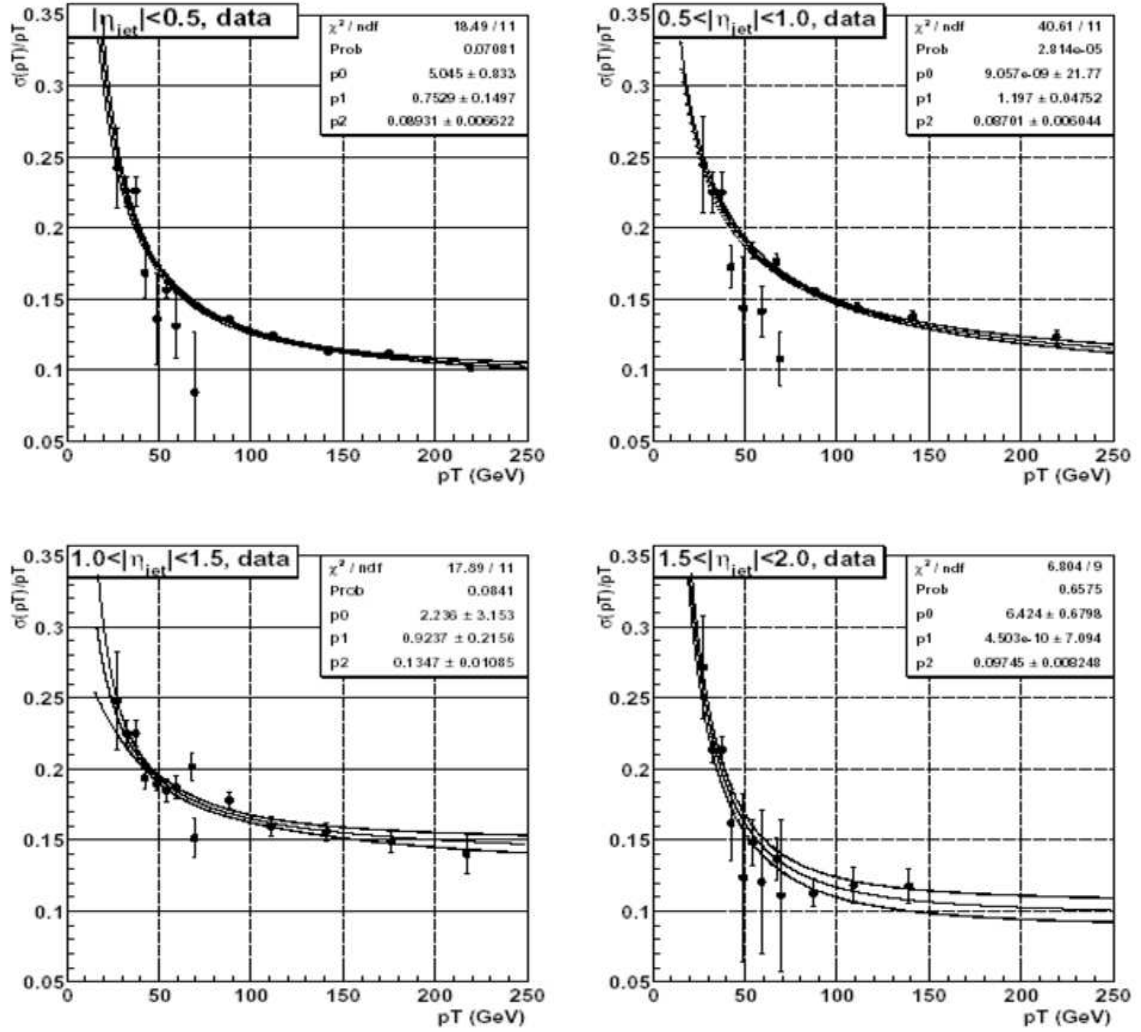 |η_jet|<0.5, data
χ² / ndf 18.49 / 11
Prob 0.07081
p0 5.045 ± 0.833
p1 0.7529 ± 0.1497
p2 0.08931 ± 0.006622
σ(pT)/pT
0.35
0.3
0.25
0.2
0.15
0.1
0.05
0 50 100 150 200 250
pT (GeV)
0.5<|η_jet|<1.0, data
χ² / ndf 40.61 / 11
Prob 2.814e-05
p0 9.057e-09 ± 21.77
p1 1.197 ± 0.04752
p2 0.08701 ± 0.006044
σ(pT)/pT
0.35
0.3
0.25
0.2
0.15
0.1
0.05
0 50 100 150 200 250
pT (GeV)
1.0<|η_jet|<1.5, data
χ² / ndf 17.89 / 11
Prob 0.0841
p0 2.236 ± 3.153
p1 0.9237 ± 0.2156
p2 0.1347 ± 0.01085
σ(pT)/pT
0.35
0.3
0.25
0.2
0.15
0.1
0.05
0 50 100 150 200 250
pT (GeV)
1.5<|η_jet|<2.0, data
χ² / ndf 6.804 / 9
Prob 0.6575
p0 6.424 ± 0.6798
p1 4.503e-10 ± 7.094
p2 0.09745 ± 0.008248
σ(pT)/pT
0.35
0.3
0.25
0.2
0.15
0.1
0.05
0 50 100 150 200 250
pT (GeV)